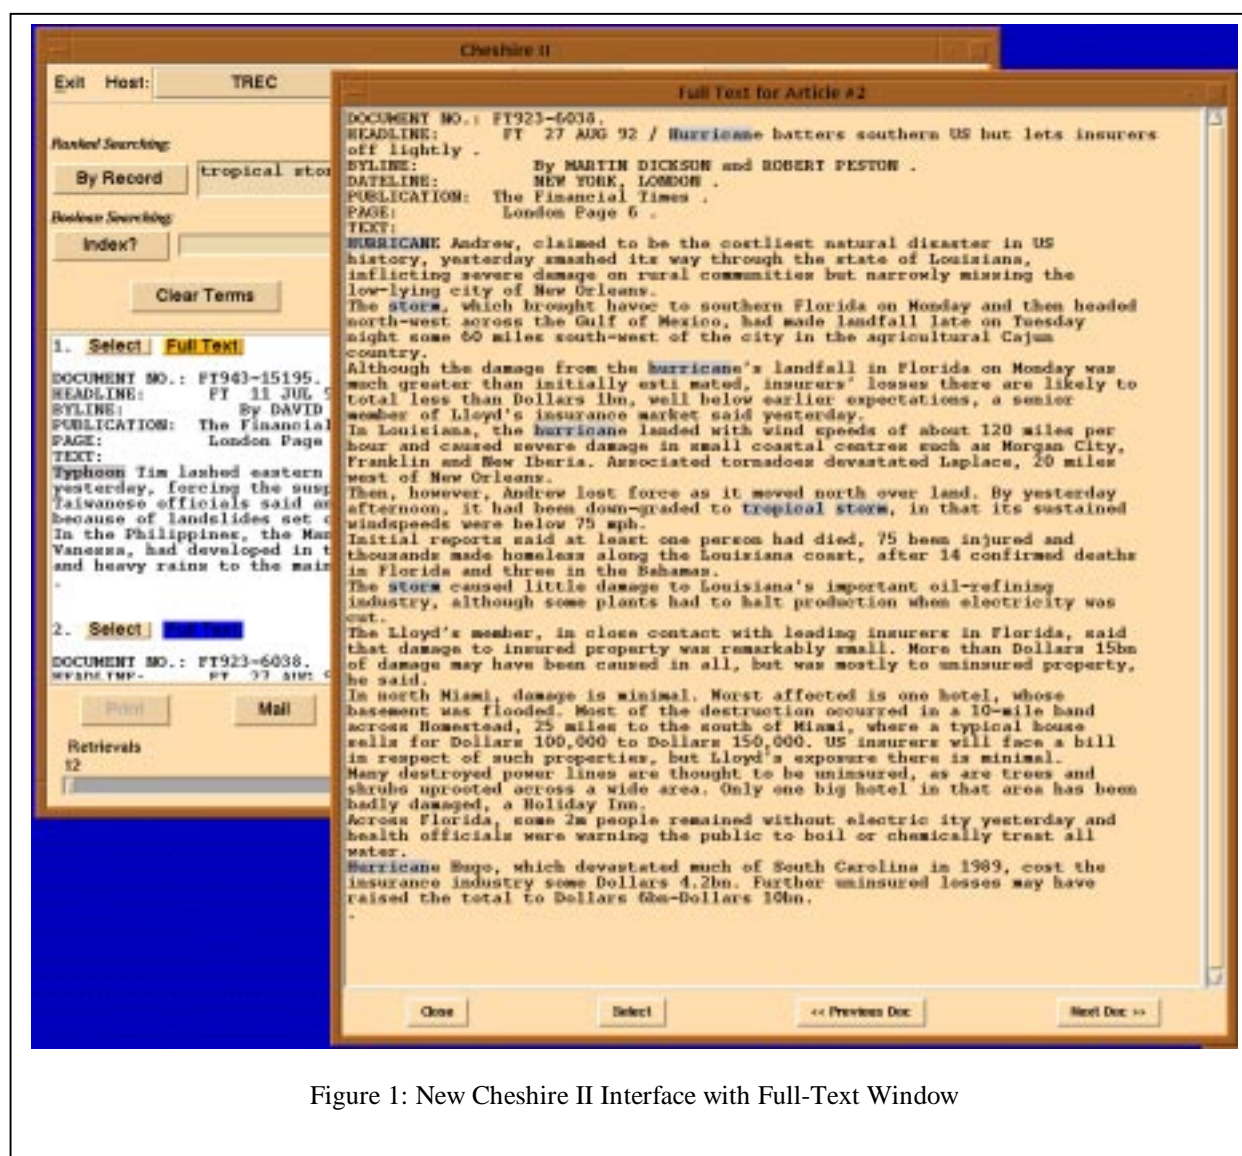 Cheshire II
Exit Host: TREC
Ranked Searching:
By Record tropical stor
Boolean Searching:
Index?
Clear Terms
1. Select Full Text
DOCUMENT NO.: FT943-15195.
HEADLINE: FT 11 JUL 9
BYLINE: By DAVID
PUBLICATION: The Financial
PAGE: London Page
TEXT:
Typhoon Tim lashed eastern
yesterday, forcing the susp
Taiwanese officials said an
because of landslides set o
In the Philippines, the Man
Vanessa, had developed in t
and heavy rains to the main
.
2. Select Full Text
DOCUMENT NO.: FT923-6038.
HEADLINE: FT 27 AUG 9
Print Mail
Retrievals
12
Full Text for Article #2
DOCUMENT NO.: FT923-6038.
HEADLINE: FT 27 AUG 92 / Hurricane batters southern US but lets insurers
off lightly .
BYLINE: By MARTIN DICKSON and ROBERT PESTON .
DATELINE: NEW YORK, LONDON .
PUBLICATION: The Financial Times .
PAGE: London Page 6 .
TEXT:
HURRICANE Andrew, claimed to be the costliest natural disaster in US
history, yesterday smashed its way through the state of Louisiana,
inflicting severe damage on rural communities but narrowly missing the
low-lying city of New Orleans.
The storm, which brought havoc to southern Florida on Monday and then headed
north-west across the Gulf of Mexico, had made landfall late on Tuesday
night some 60 miles south-west of the city in the agricultural Cajun
country.
Although the damage from the hurricane's landfall in Florida on Monday was
much greater than initially esti mated, insurers' losses there are likely to
total less than Dollars 1bn, well below earlier expectations, a senior
member of Lloyd's insurance market said yesterday.
In Louisiana, the hurricane landed with wind speeds of about 120 miles per
hour and caused severe damage in small coastal centres such as Morgan City,
Franklin and New Iberia. Associated tornadoes devastated Laplace, 20 miles
west of New Orleans.
Then, however, Andrew lost force as it moved north over land. By yesterday
afternoon, it had been down-graded to tropical storm, in that its sustained
windspeeds were below 75 mph.
Initial reports said at least one person had died, 75 been injured and
thousands made homeless along the Louisiana coast, after 14 confirmed deaths
in Florida and three in the Bahamas.
The storm caused little damage to Louisiana's important oil-refining
industry, although some plants had to halt production when electricity was
cut.
The Lloyd's member, in close contact with leading insurers in Florida, said
that damage to insured property was remarkably small. More than Dollars 15bn
of damage may have been caused in all, but was mostly to uninsured property,
he said.
In north Miami, damage is minimal. Worst affected is one hotel, whose
basement was flooded. Most of the destruction occurred in a 10-mile band
across Homestead, 25 miles to the south of Miami, where a typical house
sells for Dollars 100,000 to Dollars 150,000. US insurers will face a bill
in respect of such properties, but Lloyd's exposure there is minimal.
Many destroyed power lines are thought to be uninsured, as are trees and
shrubs uprooted across a wide area. Only one big hotel in that area has been
badly damaged, a Holiday Inn.
Across Florida, some 2m people remained without electric ity yesterday and
health officials were warning the public to boil or chemically treat all
water.
Hurricane Hugo, which devastated much of South Carolina in 1989, cost the
insurance industry some Dollars 4.2bn. Further uninsured losses may have
raised the total to Dollars 6bn-Dollars 10bn.
.
Close Select << Previous Doc Next Doc >>
Figure 1: New Cheshire II Interface with Full-Text Window